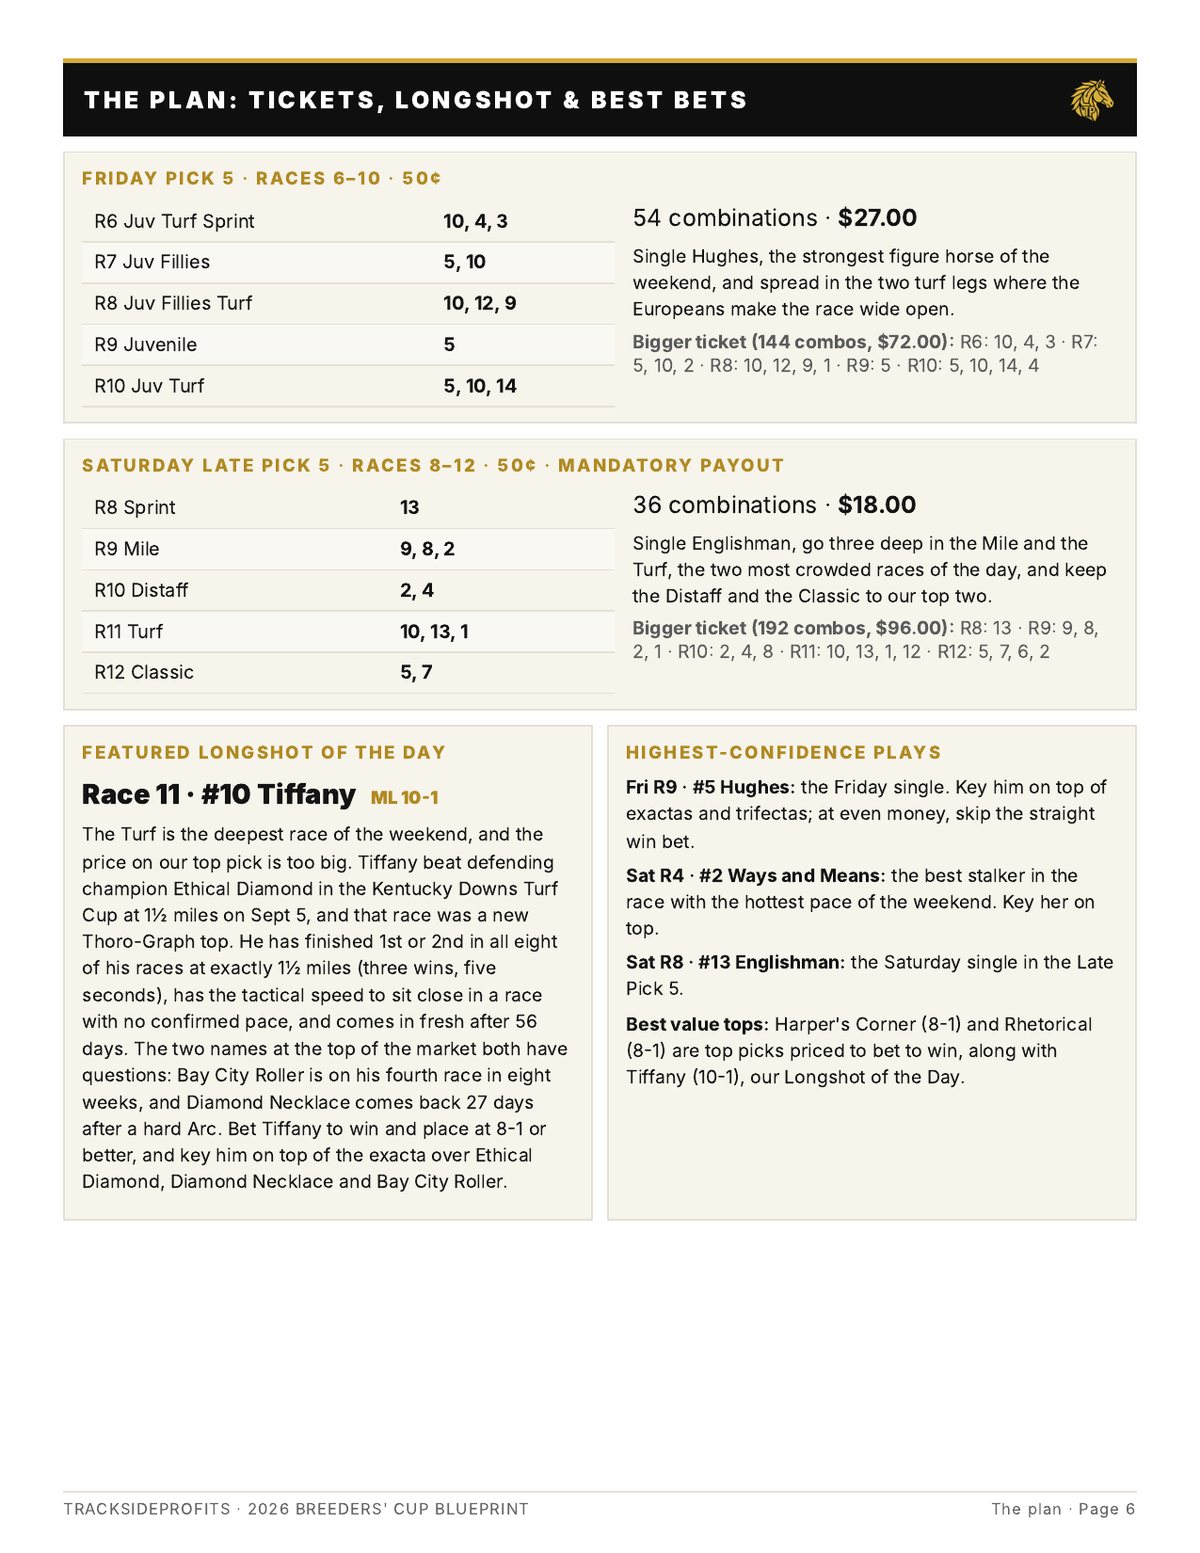 THE PLAN: TICKETS, LONGSHOT & BEST BETS
FRIDAY PICK 5 · RACES 6–10 · 50¢
R6 Juv Turf Sprint 10, 4, 3
R7 Juv Fillies 5, 10
R8 Juv Fillies Turf 10, 12, 9
R9 Juvenile 5
R10 Juv Turf 5, 10, 14
54 combinations · $27.00
Single Hughes, the strongest figure horse of the
weekend, and spread in the two turf legs where the
Europeans make the race wide open.
Bigger ticket (144 combos, $72.00): R6: 10, 4, 3 · R7:
5, 10, 2 · R8: 10, 12, 9, 1 · R9: 5 · R10: 5, 10, 14, 4
SATURDAY LATE PICK 5 · RACES 8–12 · 50¢ · MANDATORY PAYOUT
R8 Sprint 13
R9 Mile 9, 8, 2
R10 Distaff 2, 4
R11 Turf 10, 13, 1
R12 Classic 5, 7
36 combinations · $18.00
Single Englishman, go three deep in the Mile and the
Turf, the two most crowded races of the day, and keep
the Distaff and the Classic to our top two.
Bigger ticket (192 combos, $96.00): R8: 13 · R9: 9, 8,
2, 1 · R10: 2, 4, 8 · R11: 10, 13, 1, 12 · R12: 5, 7, 6, 2
FEATURED LONGSHOT OF THE DAY
Race 11 · #10 Tiffany ML 10-1
The Turf is the deepest race of the weekend, and the
price on our top pick is too big. Tiffany beat defending
champion Ethical Diamond in the Kentucky Downs Turf
Cup at 1½ miles on Sept 5, and that race was a new
Thoro-Graph top. He has finished 1st or 2nd in all eight
of his races at exactly 1½ miles (three wins, five
seconds), has the tactical speed to sit close in a race
with no confirmed pace, and comes in fresh after 56
days. The two names at the top of the market both have
questions: Bay City Roller is on his fourth race in eight
weeks, and Diamond Necklace comes back 27 days
after a hard Arc. Bet Tiffany to win and place at 8-1 or
better, and key him on top of the exacta over Ethical
Diamond, Diamond Necklace and Bay City Roller.
HIGHEST-CONFIDENCE PLAYS
Fri R9 · #5 Hughes: the Friday single. Key him on top of
exactas and trifectas; at even money, skip the straight
win bet.
Sat R4 · #2 Ways and Means: the best stalker in the
race with the hottest pace of the weekend. Key her on
top.
Sat R8 · #13 Englishman: the Saturday single in the Late
Pick 5.
Best value tops: Harper's Corner (8-1) and Rhetorical
(8-1) are top picks priced to bet to win, along with
Tiffany (10-1), our Longshot of the Day.
TRACKSIDEPROFITS · 2026 BREEDERS' CUP BLUEPRINT
The plan · Page 6